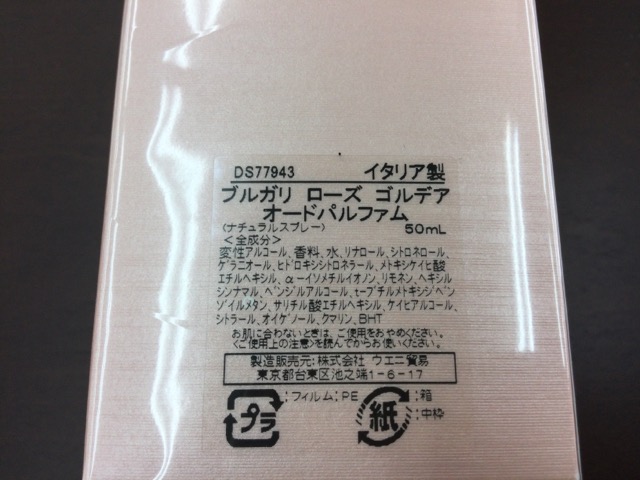 DS77943 イタリア製
ブルガリ ローズ ゴルデア
オードパルファム
(ナチュラルスプレー) 50mL
<全成分>
変性アルコール、香料、水、リナロール、シトロネロール、
ゲラニオール、ヒドロキシシトロネラール、メトキシケイヒ酸
エチルヘキシル、α-イソメチルイオノン、リモネン、ヘキシル
シンナマル、ベンジルアルコール、t-ブチルメトキシジベン
ゾイルメタン、サリチル酸エチルヘキシル、ケイヒアルコール、
シトラール、オイゲノール、クマリン、BHT
お肌に合わないときは、ご使用をおやめください。
<ご使用上の注意>を読んでからお使いください。
製造販売元:株式会社 ウエニ貿易
東京都台東区池之端1-6-17
プラ :フィルム:PE 紙 :箱
:中枠